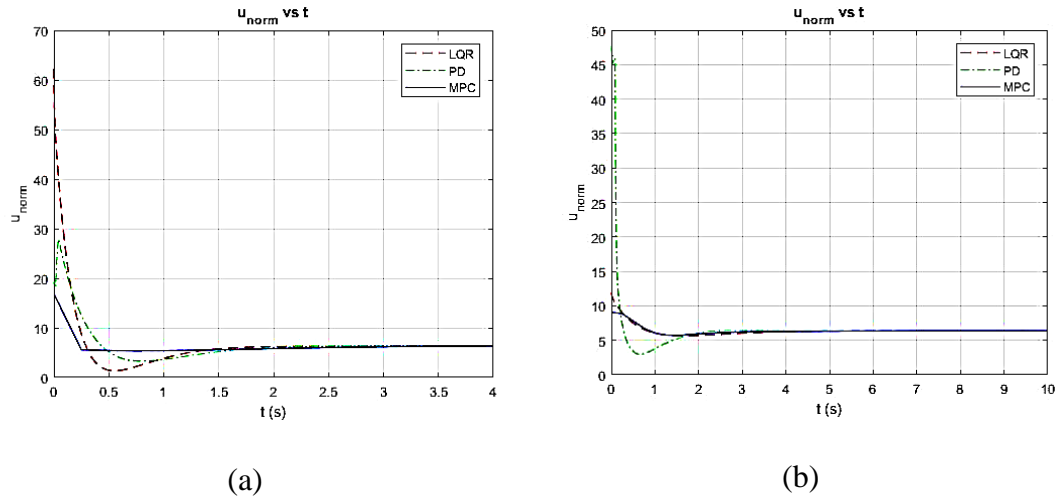 u_norm vs t
70
60
50
40
30
20
10
0
u_norm
LQR
PD
MPC
0 0.5 1 1.5 2 2.5 3 3.5 4
t (s)
(a)
u_norm vs t
50
45
40
35
30
25
20
15
10
5
0
u_norm
LQR
PD
MPC
0 1 2 3 4 5 6 7 8 9 10
t (s)
(b)